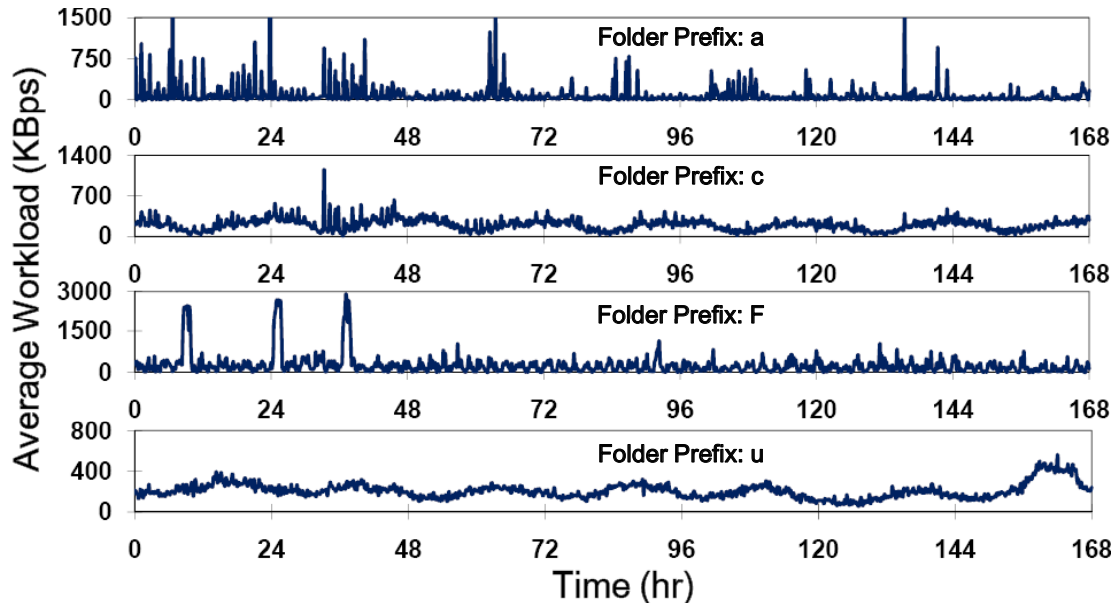 Average Workload (KBps)
1500
750
0
Folder Prefix: a
0 24 48 72 96 120 144 168
1400
700
0
Folder Prefix: c
0 24 48 72 96 120 144 168
3000
1500
0
Folder Prefix: F
0 24 48 72 96 120 144 168
800
400
0
Folder Prefix: u
0 24 48 72 96 120 144 168
Time (hr)